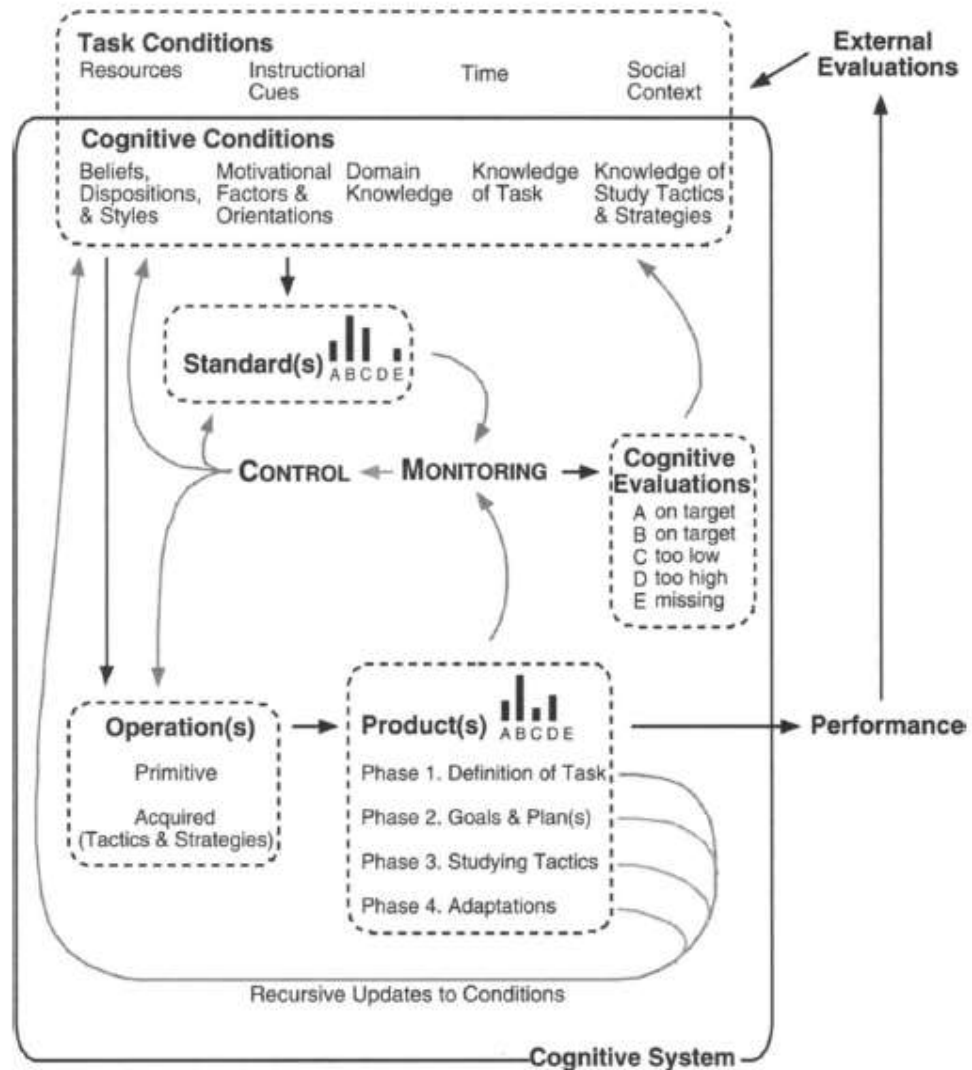 Task Conditions
External
Evaluations
Resources
Instructional
Cues
Time
Social
Context
Cognitive Conditions
Beliefs,
Dispositions,
& Styles
Motivational
Factors &
Orientations
Domain
Knowledge
Knowledge
of Task
Knowledge of
Study Tactics
& Strategies
Standard(s)
A B C D E
CONTROL
MONITORING
Cognitive
Evaluations
A on target
B on target
C too low
D too high
E missing
Operation(s)
Primitive
Acquired
(Tactics & Strategies)
Product(s)
A B C D E
Phase 1. Definition of Task
Phase 2. Goals & Plan(s)
Phase 3. Studying Tactics
Phase 4. Adaptations
Performance
Recursive Updates to Conditions
Cognitive System